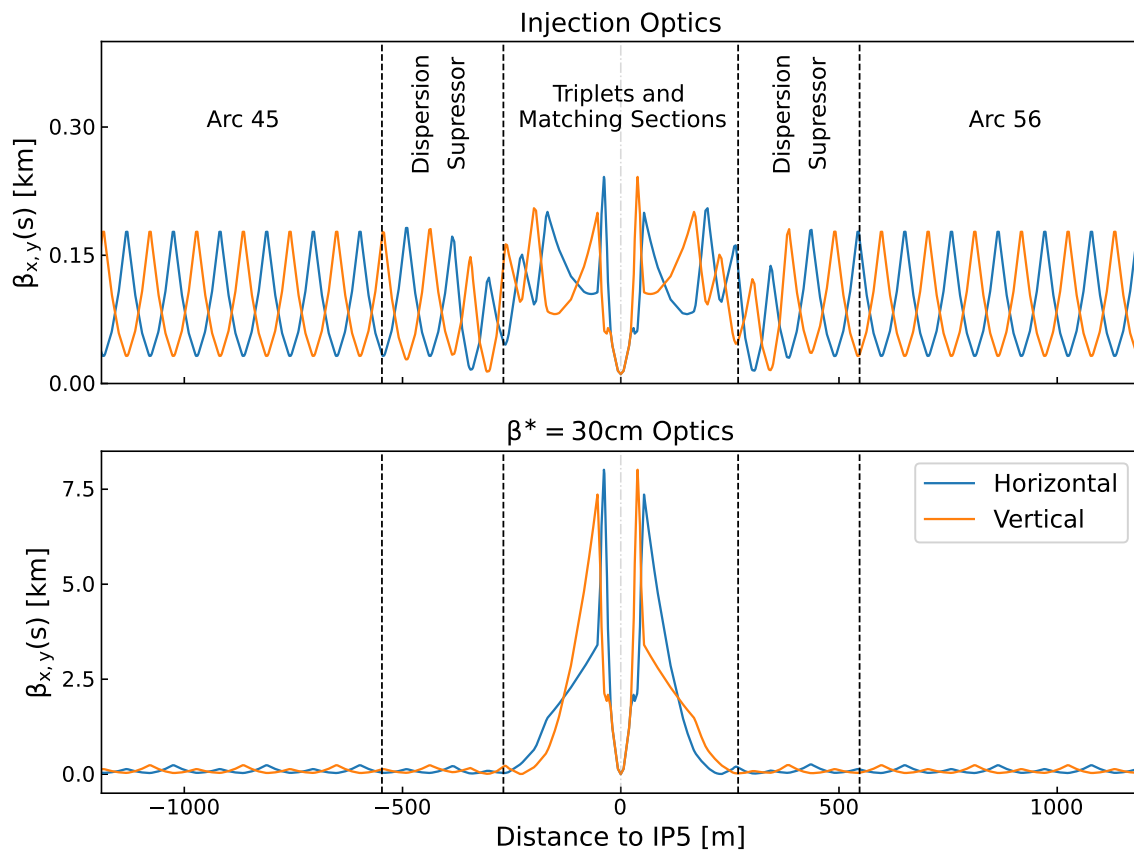 Injection Optics
β_{x, y}(s) [km]
0.30
0.15
0.00
Arc 45
Dispersion
Supressor
Triplets and
Matching Sections
Dispersion
Supressor
Arc 56
β* = 30cm Optics
β_{x, y}(s) [km]
7.5
5.0
2.5
0.0
Horizontal
Vertical
−1000
−500
0
500
1000
Distance to IP5 [m]